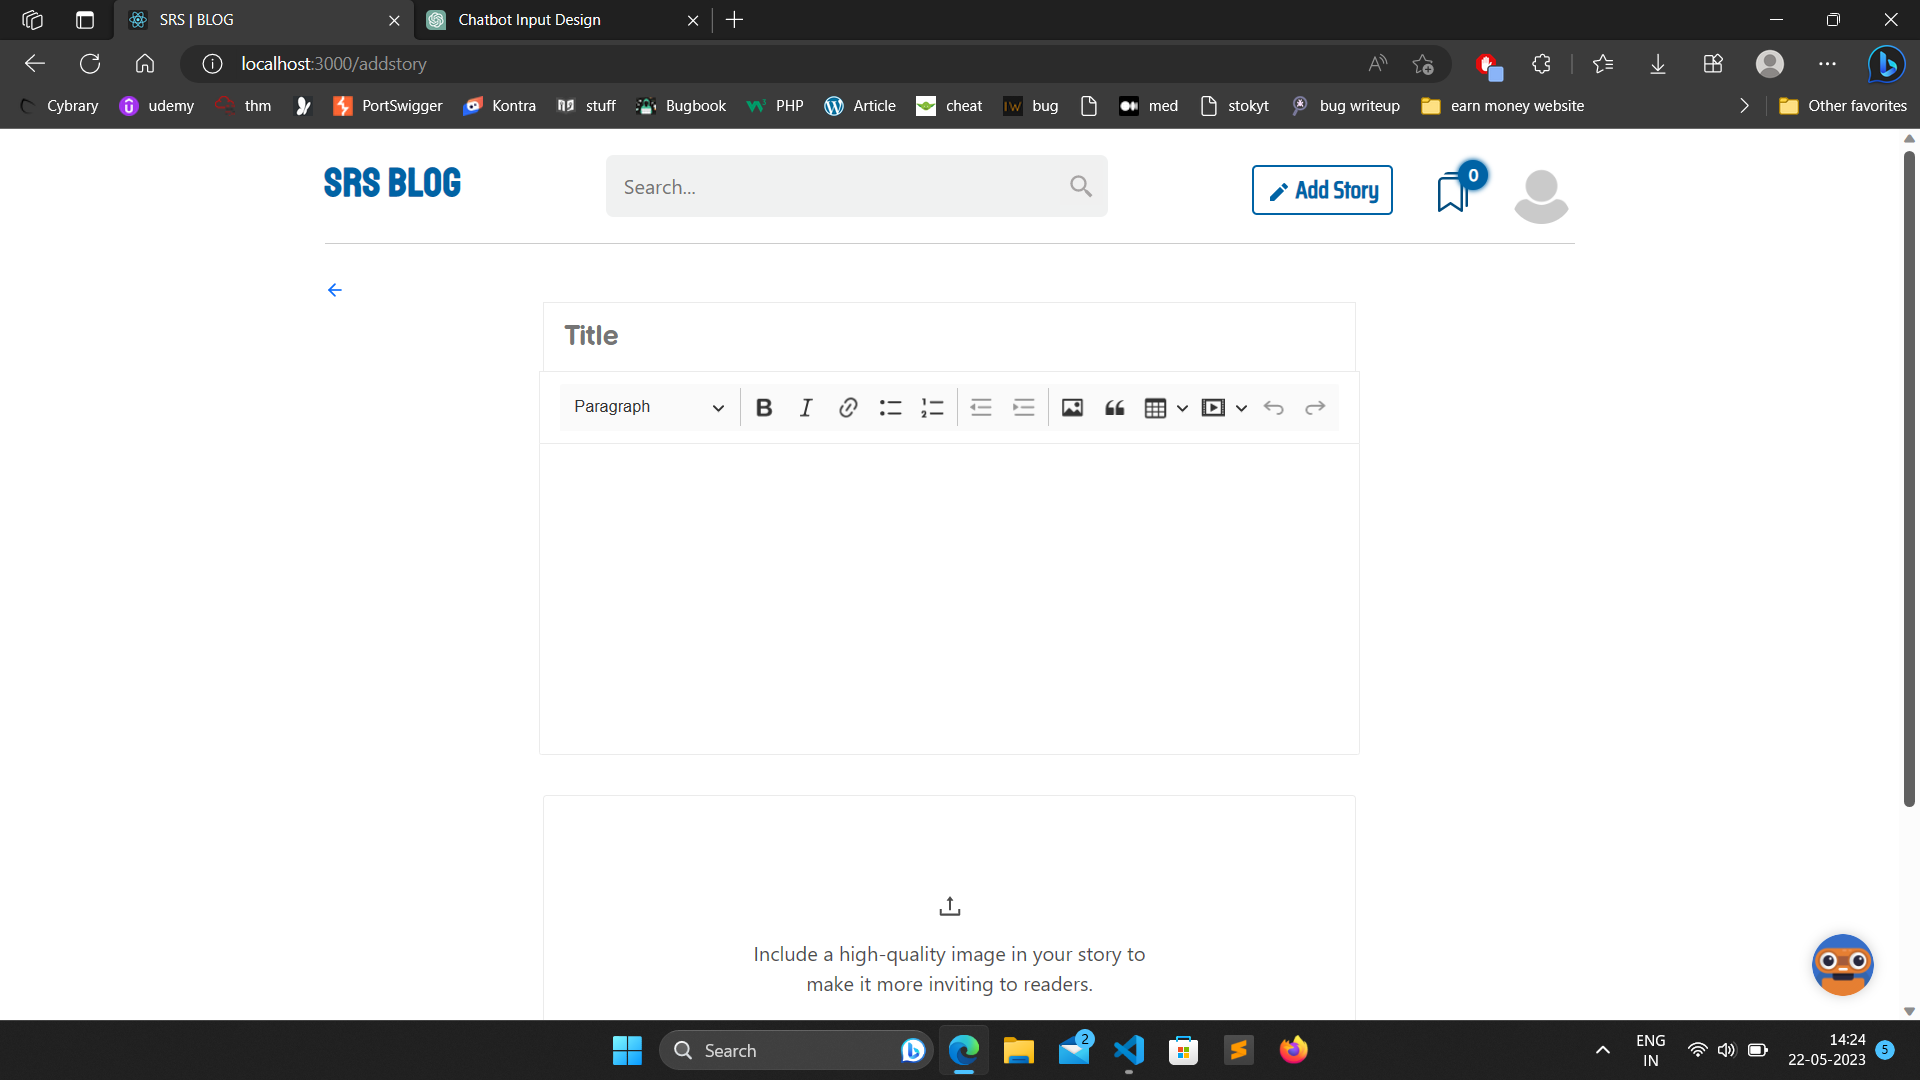 SRS | BLOG
Chatbot Input Design
localhost:3000/addstory
Cybrary
udemy
thm
PortSwigger
Kontra
stuff
Bugbook
PHP
Article
cheat
bug
med
stokyt
bug writeup
earn money website
Other favorites
SRS BLOG
Search...
Add Story
0
Title
Paragraph
Include a high-quality image in your story to
make it more inviting to readers.
Search
2
ENG
IN
14:24
22-05-2023
5